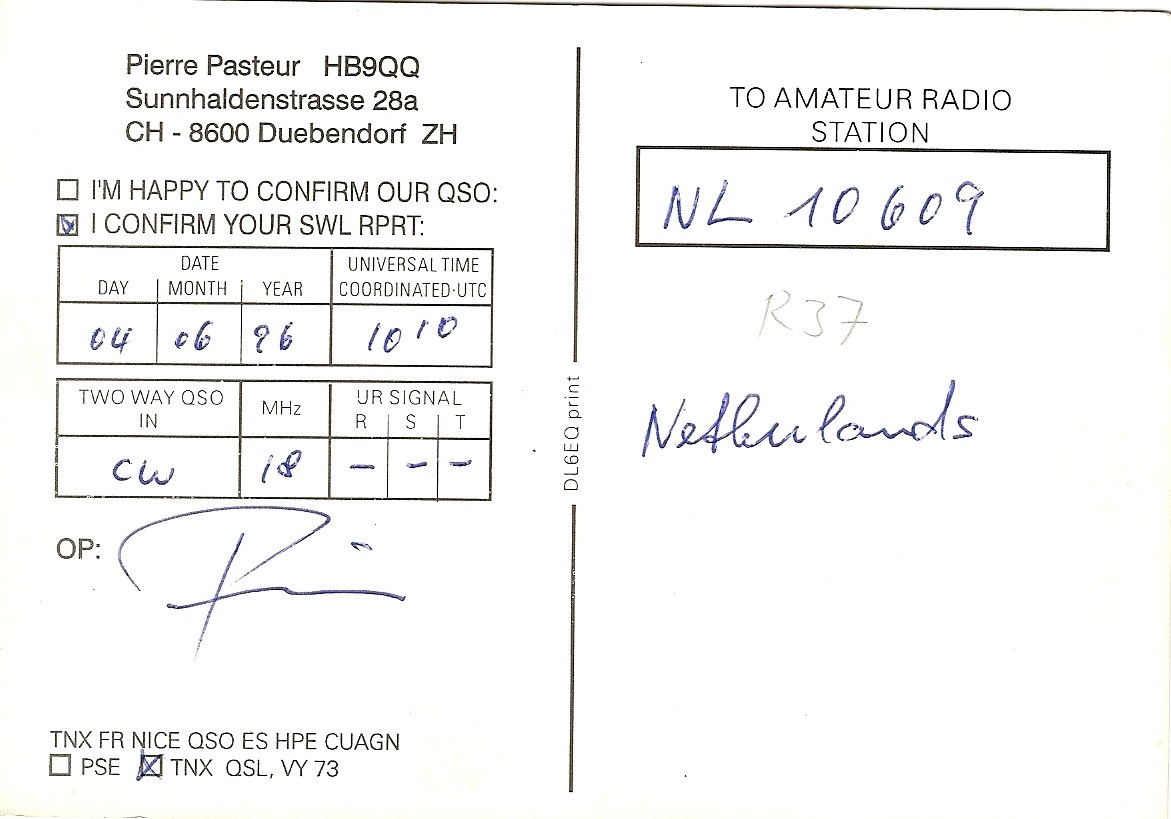 Pierre Pasteur HB9QQ
Sunnhaldenstrasse 28a
CH - 8600 Duebendorf ZH
I'M HAPPY TO CONFIRM OUR QSO:
I CONFIRM YOUR SWL RPRT:
DATE
DAY MONTH YEAR
UNIVERSAL TIME
COORDINATED·UTC
04 06 96 1010
TWO WAY QSO
IN
MHz
UR SIGNAL
R S T
CW 18 – – –
OP:
TNX FR NICE QSO ES HPE CUAGN
PSE TNX QSL, VY 73
DL6EQ print
TO AMATEUR RADIO
STATION
NL 10609
R37
Netherlands